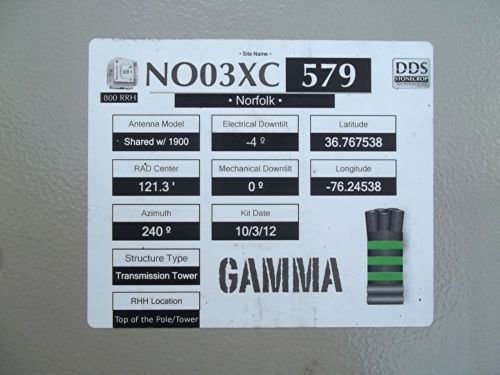 · Site Name ·
NO03XC 579
· Norfolk ·
800 RRH
DDS
STONECROP
Antenna Model
Shared w/ 1900
Electrical Downtilt
-4 º
Latitude
36.767538
RAD Center
121.3 '
Mechanical Downtilt
0 º
Longitude
-76.24538
Azimuth
240 º
Kit Date
10/3/12
Structure Type
Transmission Tower
GAMMA
RHH Location
Top of the Pole/Tower